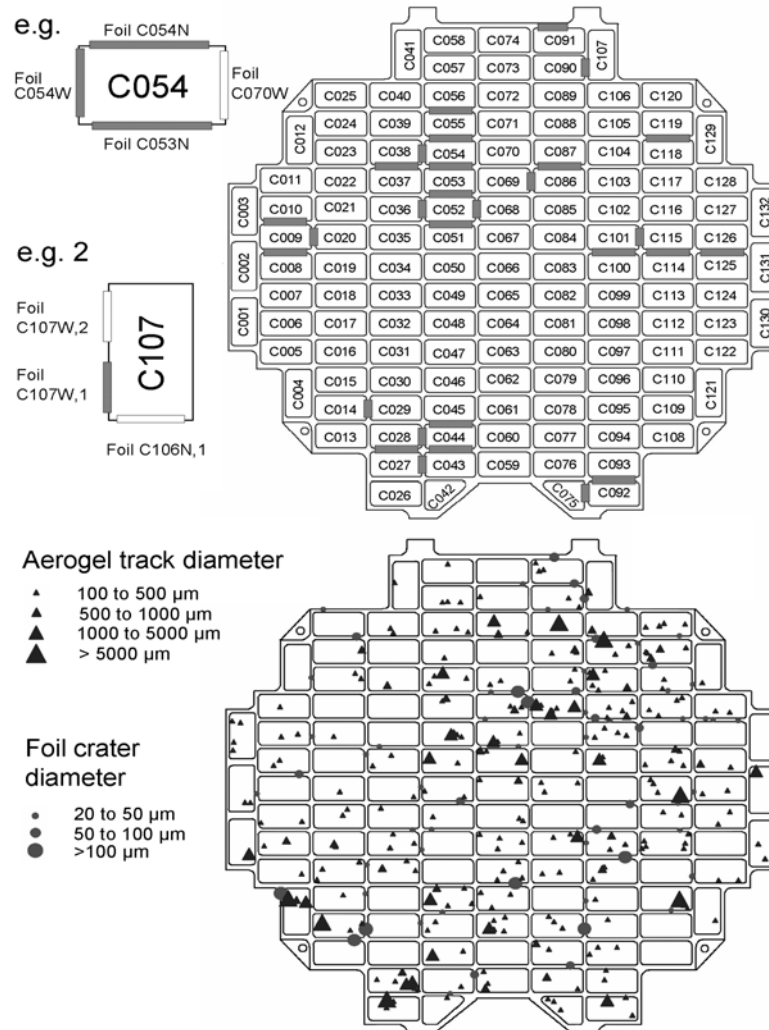 e.g.
Foil C054N
Foil
C054W
C054
Foil
C070W
Foil C053N
e.g. 2
Foil
C107W,2
C107
Foil
C107W,1
Foil C106N,1
C041 C058 C074 C091 C107
C057 C073 C090
C025 C040 C056 C072 C089 C106 C120
C012 C024 C039 C055 C071 C088 C105 C119 C129
C023 C038 C054 C070 C087 C104 C118
C011 C022 C037 C053 C069 C086 C103 C117 C128
C003 C010 C021 C036 C052 C068 C085 C102 C116 C127 C132
C009 C020 C035 C051 C067 C084 C101 C115 C126
C002 C008 C019 C034 C050 C066 C083 C100 C114 C125 C131
C007 C018 C033 C049 C065 C082 C099 C113 C124
C001 C006 C017 C032 C048 C064 C081 C098 C112 C123 C130
C005 C016 C031 C047 C063 C080 C097 C111 C122
C004 C015 C030 C046 C062 C079 C096 C110 C121
C014 C029 C045 C061 C078 C095 C109
C013 C028 C044 C060 C077 C094 C108
C027 C043 C059 C076 C093
C026 C042 C075 C092
Aerogel track diameter
100 to 500 µm
500 to 1000 µm
1000 to 5000 µm
> 5000 µm
Foil crater
diameter
20 to 50 µm
50 to 100 µm
>100 µm